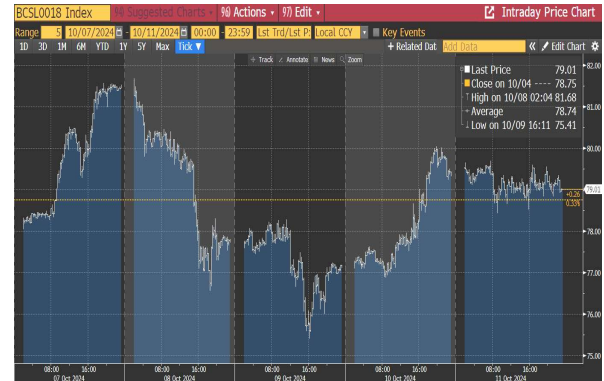 BCSL0018 Index 94) Suggested Charts 96) Actions 97) Edit Intraday Price Chart
Range 5 10/07/2024 - 10/11/2024 00:00 - 23:59 Lst Trd/Lst P Local CCY Key Events
1D 3D 1M 6M YTD 1Y 5Y Max Tick + Related Dat Add Data « Edit Chart
+ Track Annotate News Zoom
Last Price 79.01
Close on 10/04 ---- 78.75
High on 10/08 02:04 81.68
Average 78.74
Low on 10/09 16:11 75.41
82.00
81.00
80.00
79.01
+0.26
0.33%
78.00
77.00
76.00
75.00
08:00 16:00 08:00 16:00 08:00 16:00 08:00 16:00 08:00 16:00
07 Oct 2024 08 Oct 2024 09 Oct 2024 10 Oct 2024 11 Oct 2024